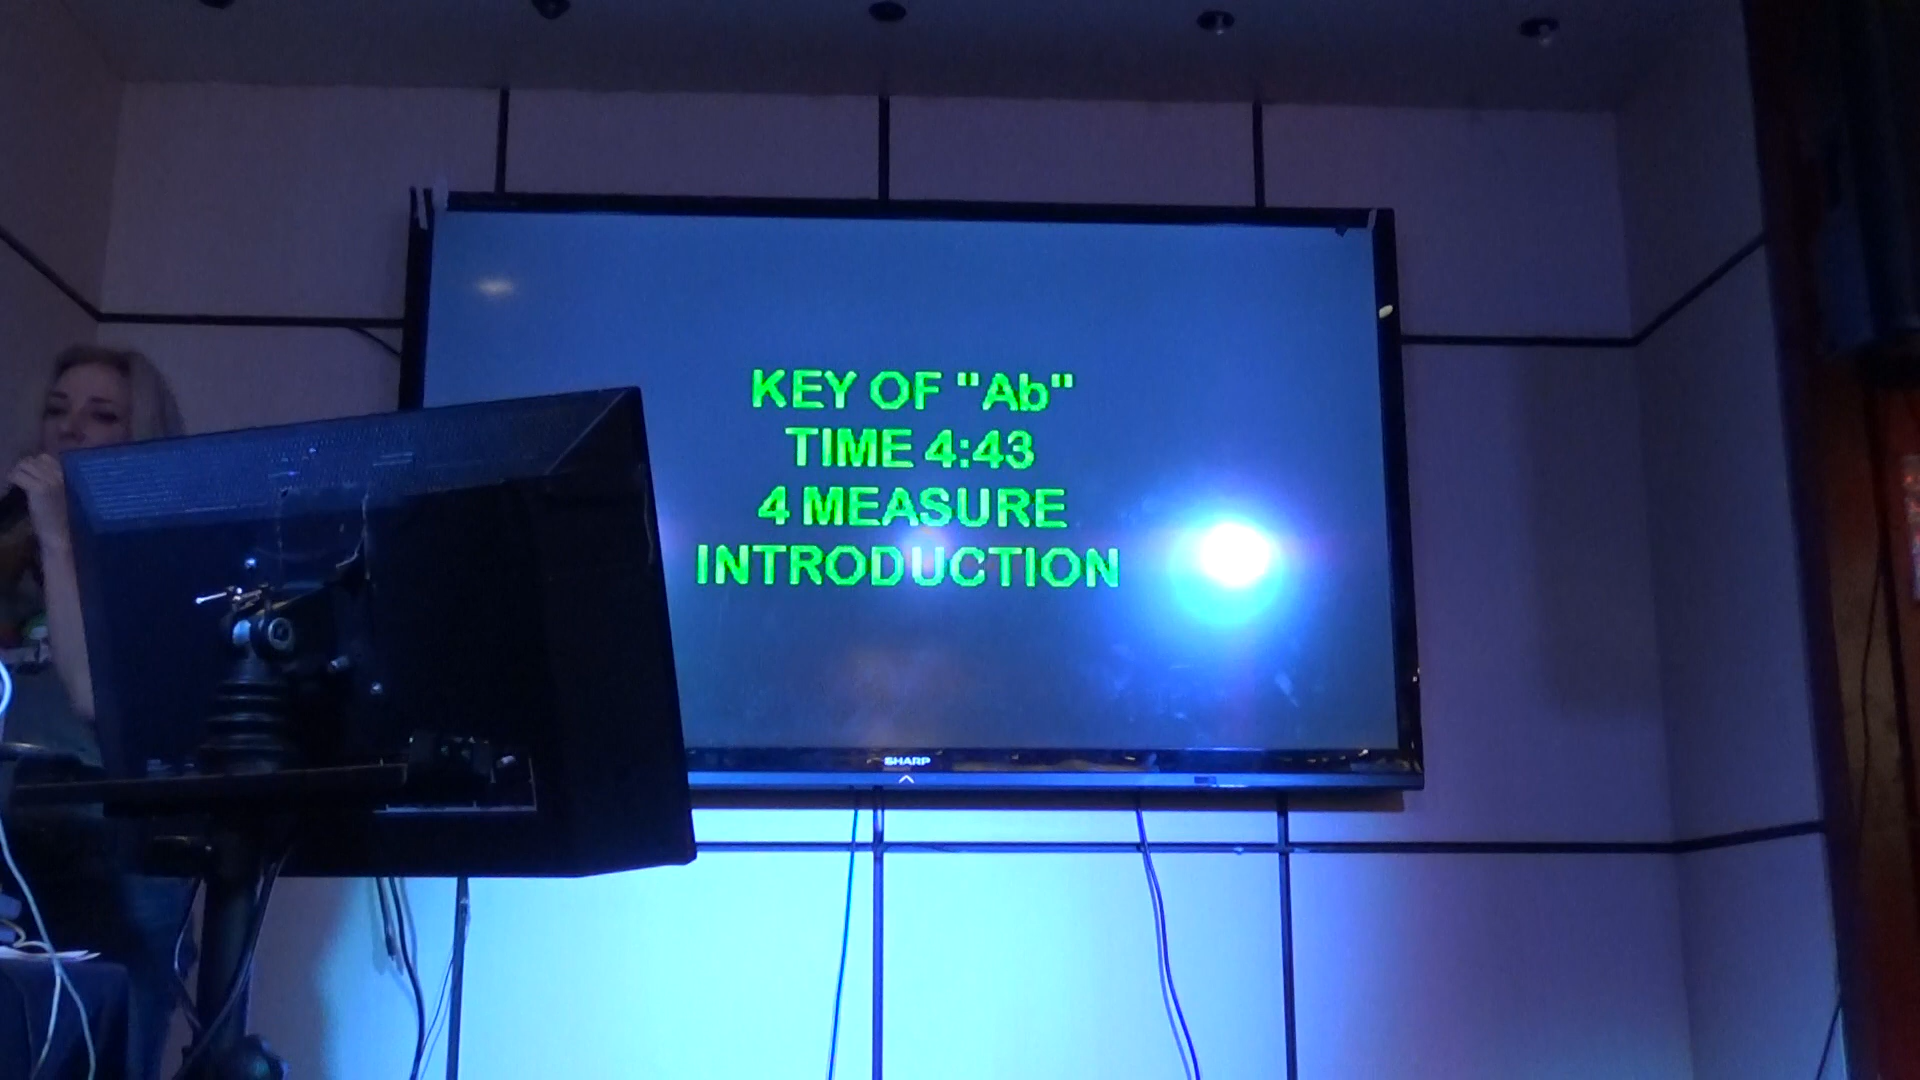 KEY OF "Ab"
TIME 4:43
4 MEASURE
INTRODUCTION
SHARP